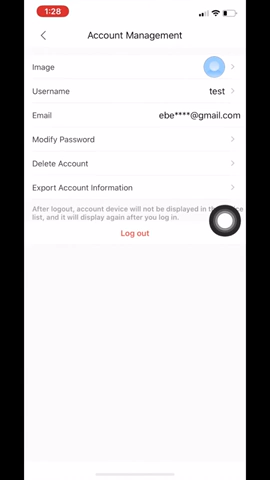 1:28
Account Management
Image
Username test
Email ebe****@gmail.com
Modify Password
Delete Account
Export Account Information
After logout, account device will not be displayed in the
list, and it will display again after you log in.
Log out